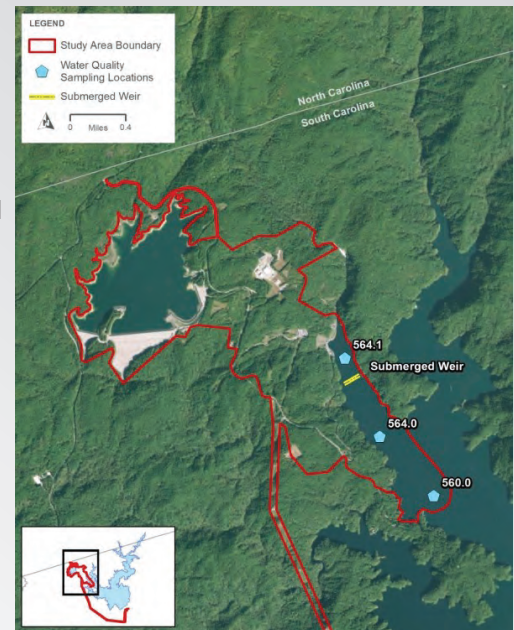 LEGEND
Study Area Boundary
Water Quality
Sampling Locations
Submerged Weir
0 Miles 0.4
North Carolina
South Carolina
564.1
Submerged Weir
564.0
560.0